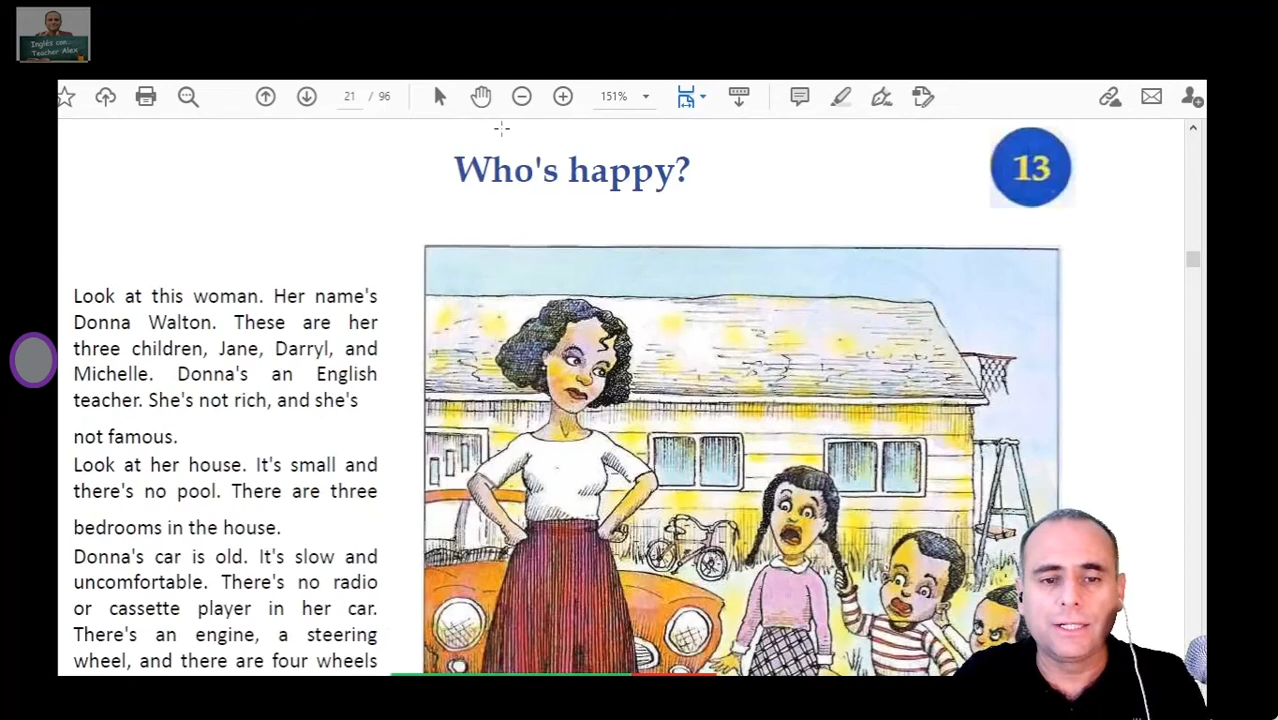 Inglés con...
Teacher Alex
21 / 96
151%
Who's happy?
13
Look at this woman. Her name's
Donna Walton. These are her
three children, Jane, Darryl, and
Michelle. Donna's an English
teacher. She's not rich, and she's
not famous.
Look at her house. It's small and
there's no pool. There are three
bedrooms in the house.
Donna's car is old. It's slow and
uncomfortable. There's no radio
or cassette player in her car.
There's an engine, a steering
wheel, and there are four wheels